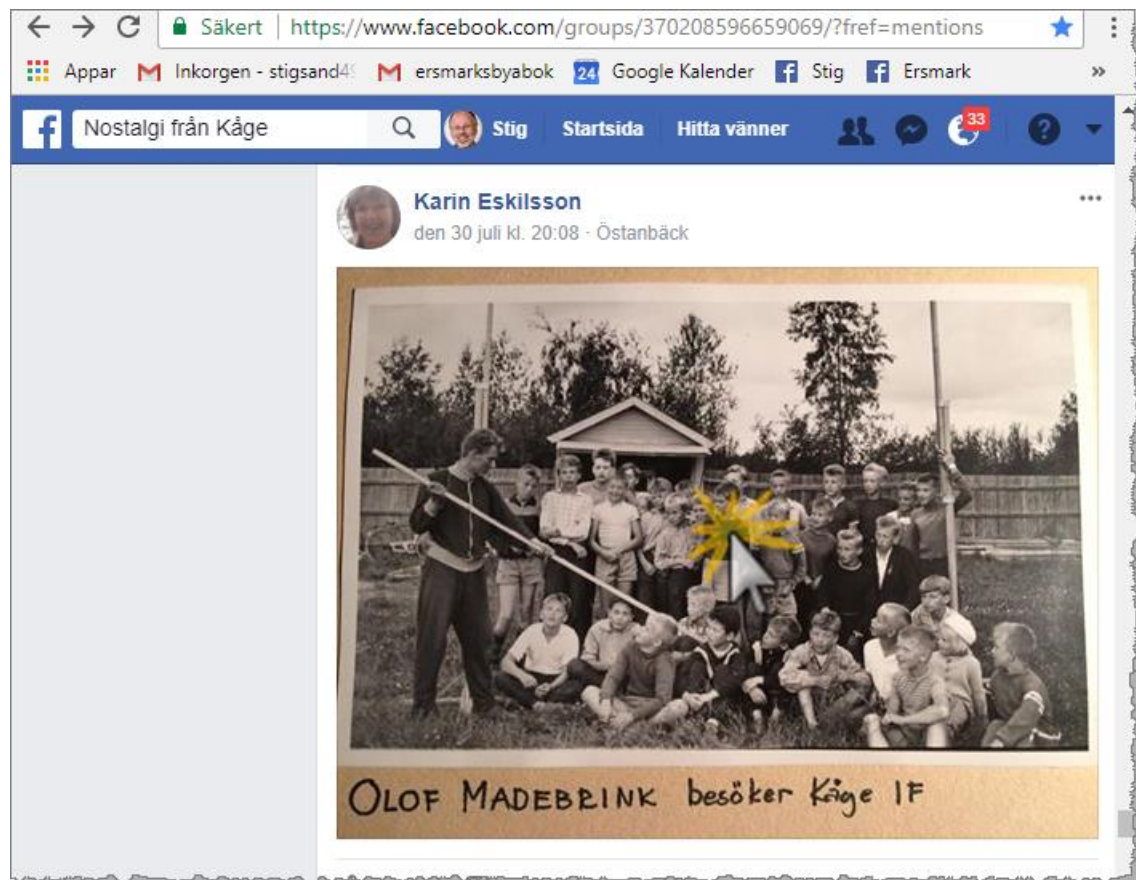 Säkert | https://www.facebook.com/groups/370208596659069/?fref=mentions
Appar Inkorgen - stigsand49 ersmarksbyabok 24 Google Kalender Stig Ersmark »
Nostalgi från Kåge Stig Startsida Hitta vänner 33
Karin Eskilsson
den 30 juli kl. 20:08 · Östanbäck
OLOF MADEBRINK besöker Kåge IF